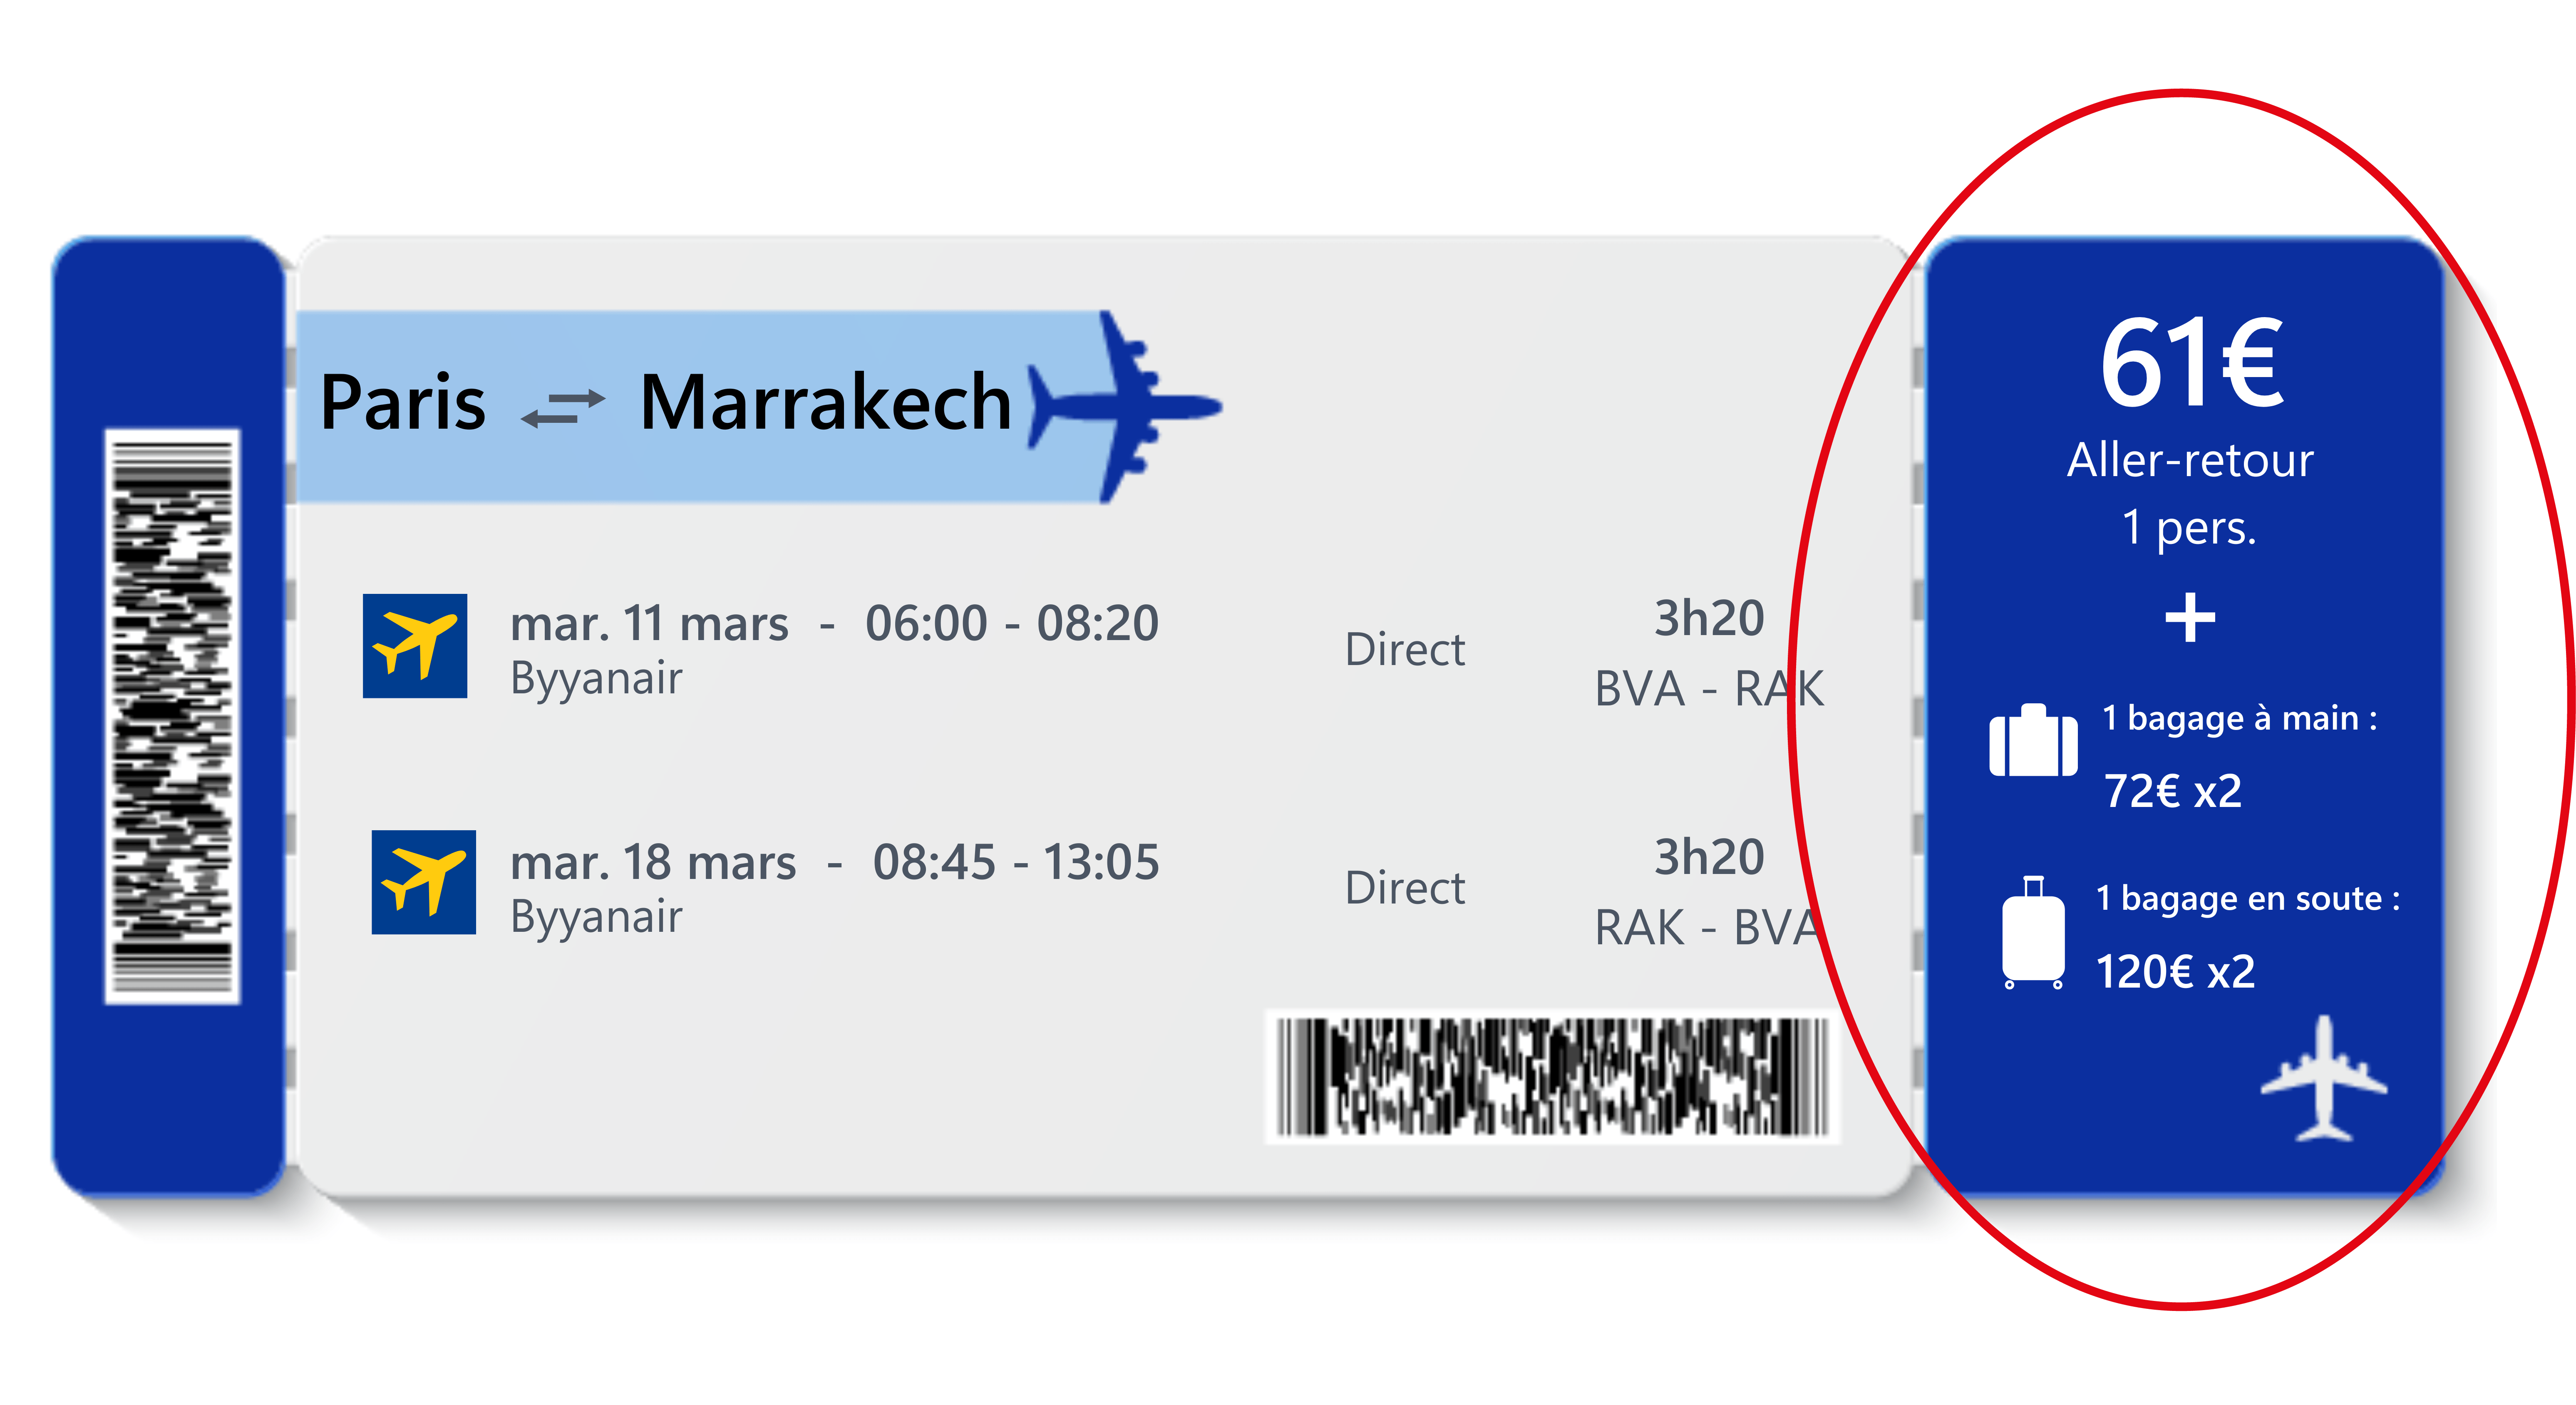 Paris Marrakech
mar. 11 mars - 06:00 - 08:20
Byyanair
Direct
3h20
BVA - RAK
mar. 18 mars - 08:45 - 13:05
Byyanair
Direct
3h20
RAK - BVA
61€
Aller-retour
1 pers.
+
1 bagage à main :
72€ x2
1 bagage en soute :
120€ x2